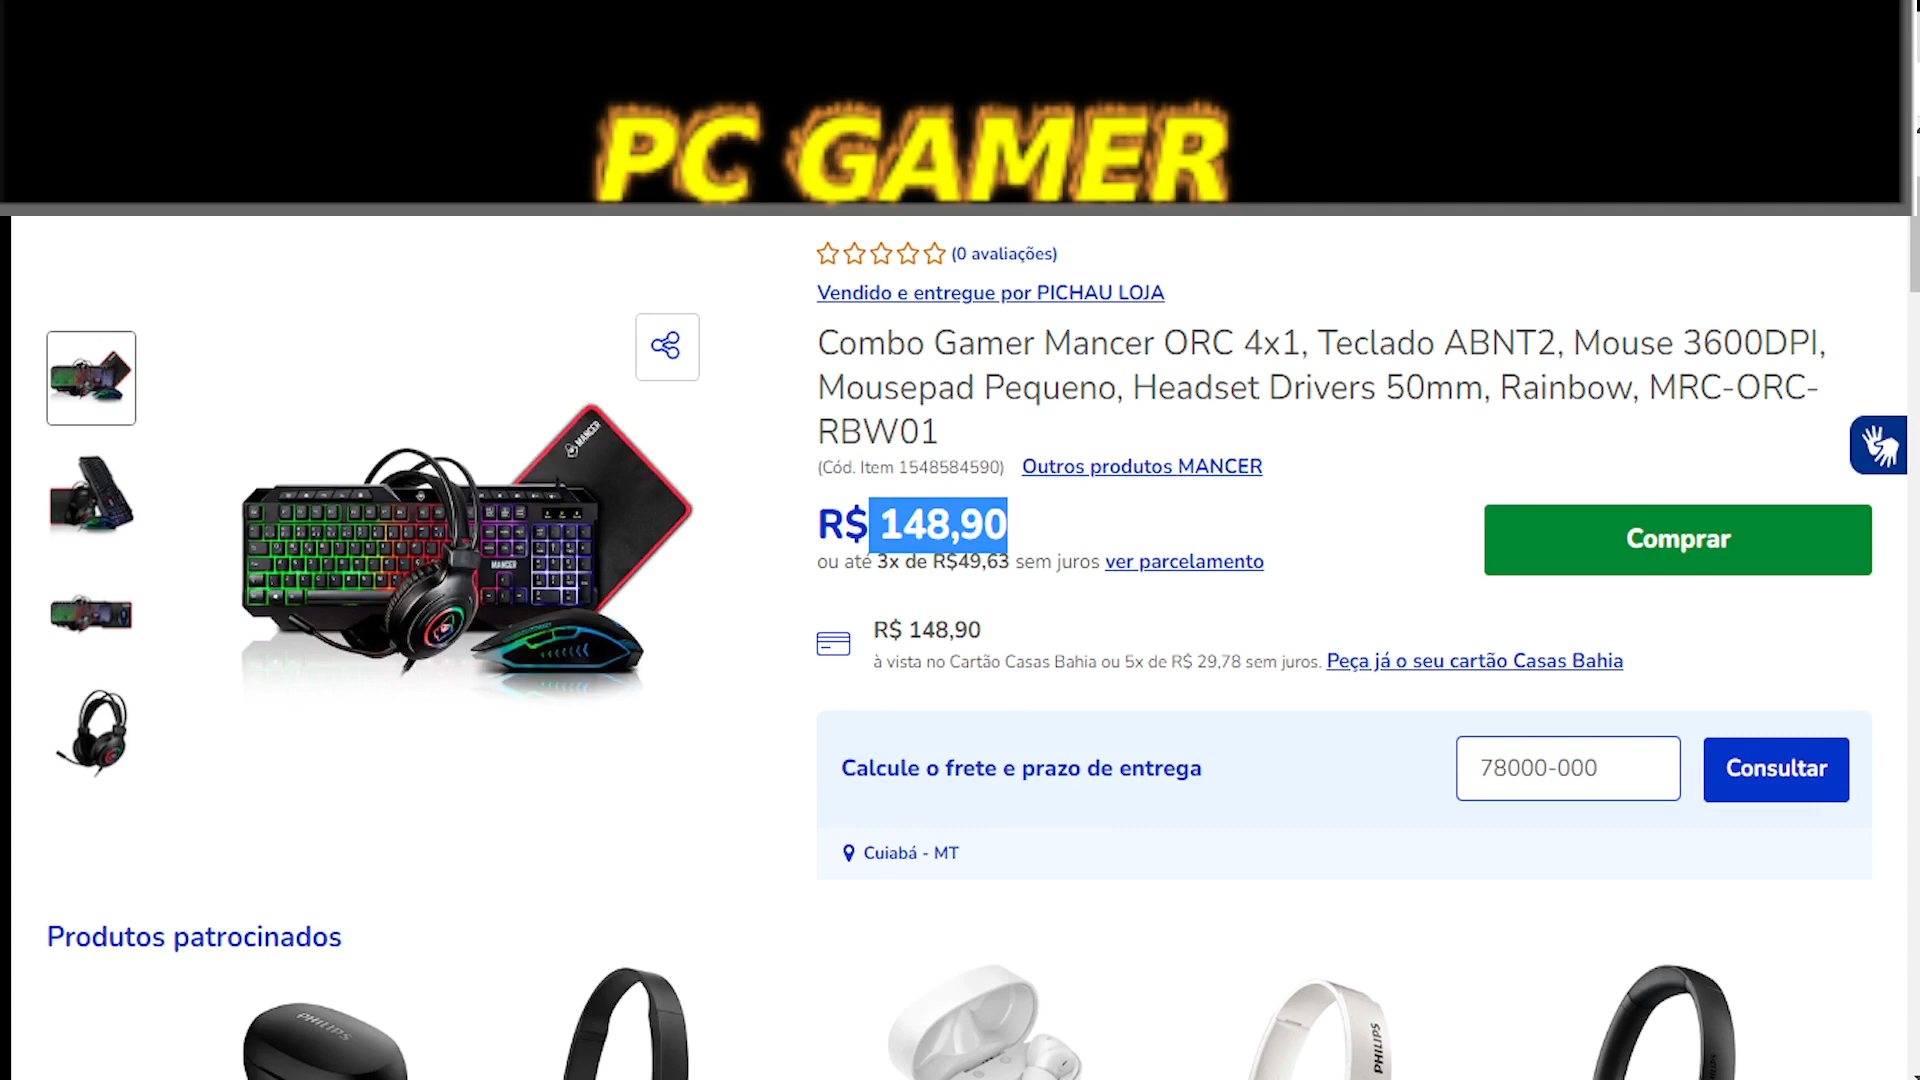 PC GAMER
(0 avaliações)
Vendido e entregue por PICHAU LOJA
Combo Gamer Mancer ORC 4x1, Teclado ABNT2, Mouse 3600DPI,
Mousepad Pequeno, Headset Drivers 50mm, Rainbow, MRC-ORC-
RBW01
(Cód. Item 1548584590) Outros produtos MANCER
R$ 148,90
Comprar
ou até 3x de R$49,63 sem juros ver parcelamento
R$ 148,90
à vista no Cartão Casas Bahia ou 5x de R$ 29,78 sem juros. Peça já o seu cartão Casas Bahia
Calcule o frete e prazo de entrega
78000-000
Consultar
Cuiabá - MT
MANCER
MANCER
Produtos patrocinados
PHILIPS
PHILIPS